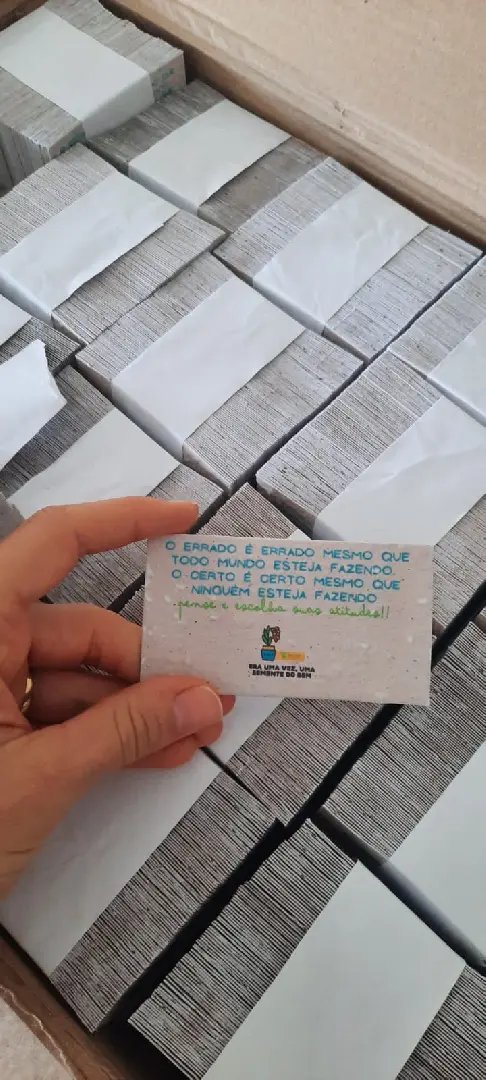 O ERRADO É ERRADO MESMO QUE
TODO MUNDO ESTEJA FAZENDO.
O CERTO É CERTO MESMO QUE
NINGUÉM ESTEJA FAZENDO
pense e escolha suas atitudes!!
ERA UMA VEZ, UMA
SEMENTE DO BEM